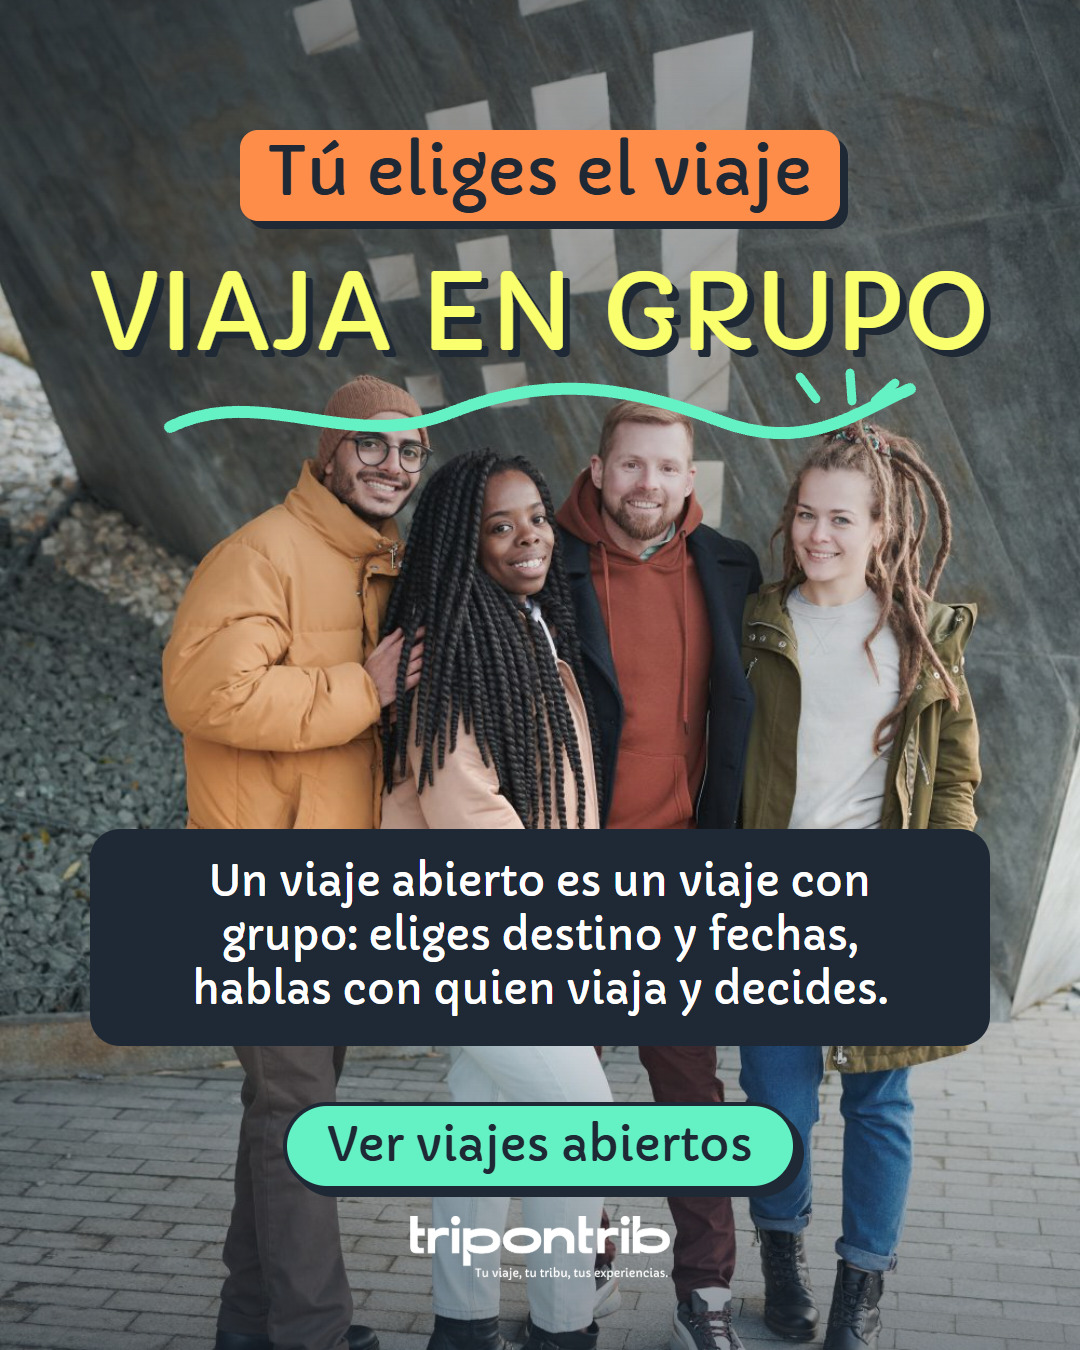 Tú eliges el viaje
VIAJA EN GRUPO
Un viaje abierto es un viaje con
grupo: eliges destino y fechas,
hablas con quien viaja y decides.
Ver viajes abiertos
tripontrib
Tu viaje, tu tribu, tus experiencias.